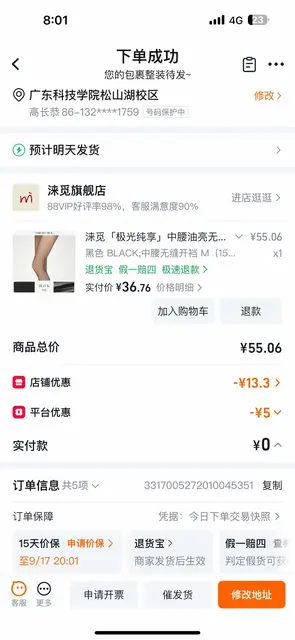 8:01
4G 23
下单成功
您的包裹整装待发~
广东科技学院松山湖校区
修改>
高长恭 86-132****1759 号码保护中
预计明天发货
涞觅旗舰店
88VIP好评率98%，客服满意度90%
进店逛逛
涞觅「极光纯享」中腰油亮无...
¥55.06
黑色 BLACK;中腰无缝开裆 M（15...
x1
退货宝 假一赔四 极速退款>
实付价 ¥36.76 价格明细>
加入购物车
退款
商品总价
¥55.06
店铺优惠
-¥13.3>
平台优惠
-¥5
实付款
¥0
订单信息 共5项
3317005272010045351 复制
订单保障
凭据：今日下单交易快照>
15天价保 申请价保>
至9/17 20:01
退货宝>
商家发货后生效
假一赔四
判定假货可获
客服
更多
申请开票
催发货
修改地址